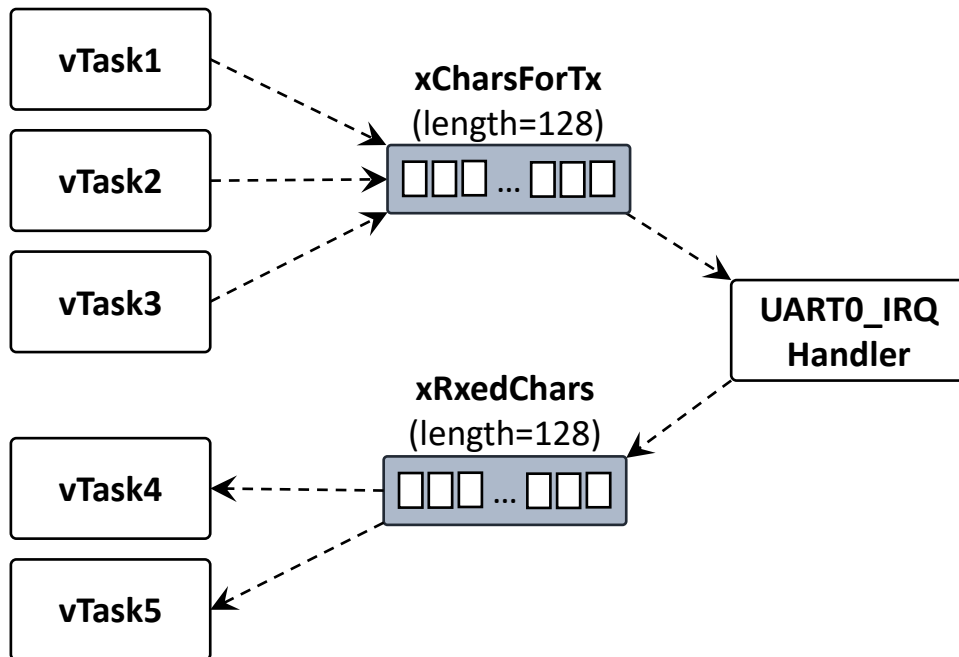 vTask1
xCharsForTx
(length=128)
vTask2
...
vTask3
UART0_IRQ
Handler
xRxedChars
(length=128)
vTask4
...
vTask5